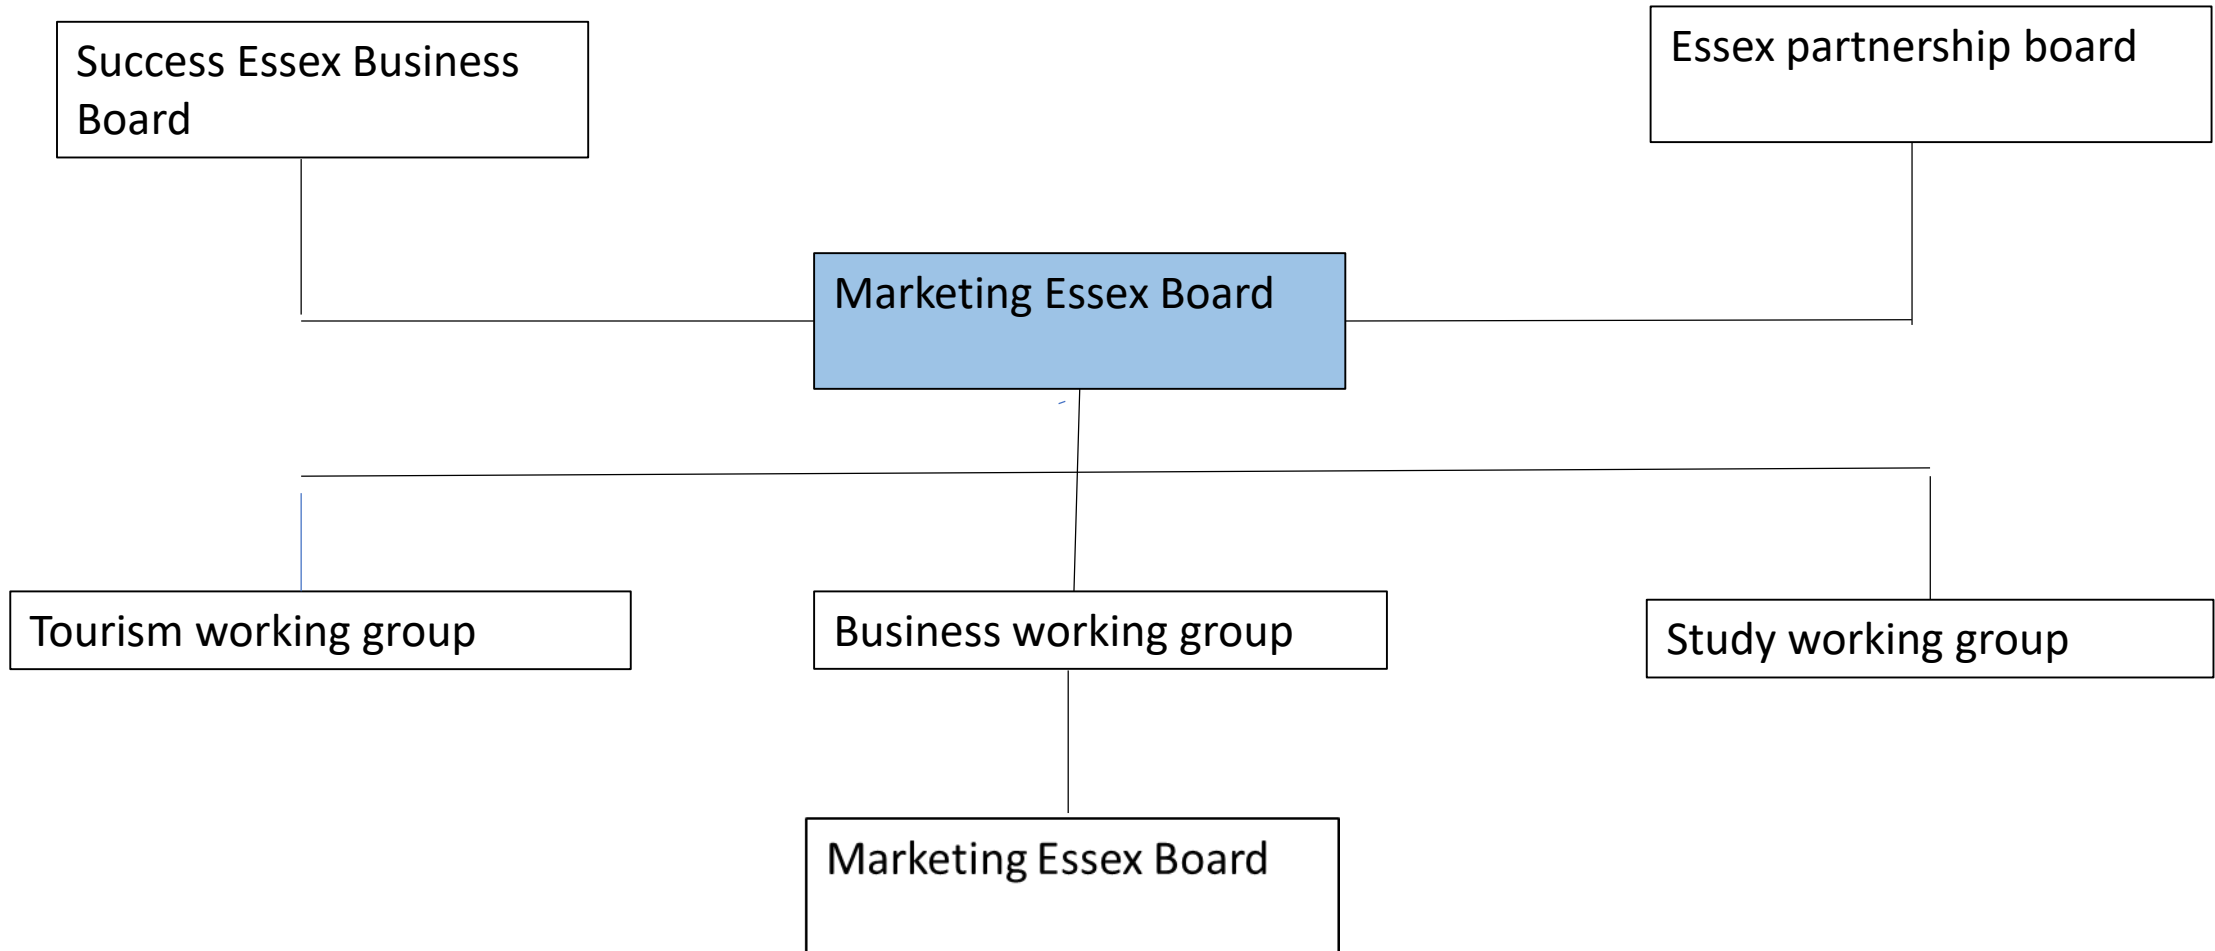 Success Essex Business
Board
Essex partnership board
Marketing Essex Board
Tourism working group
Business working group
Study working group
Marketing Essex Board